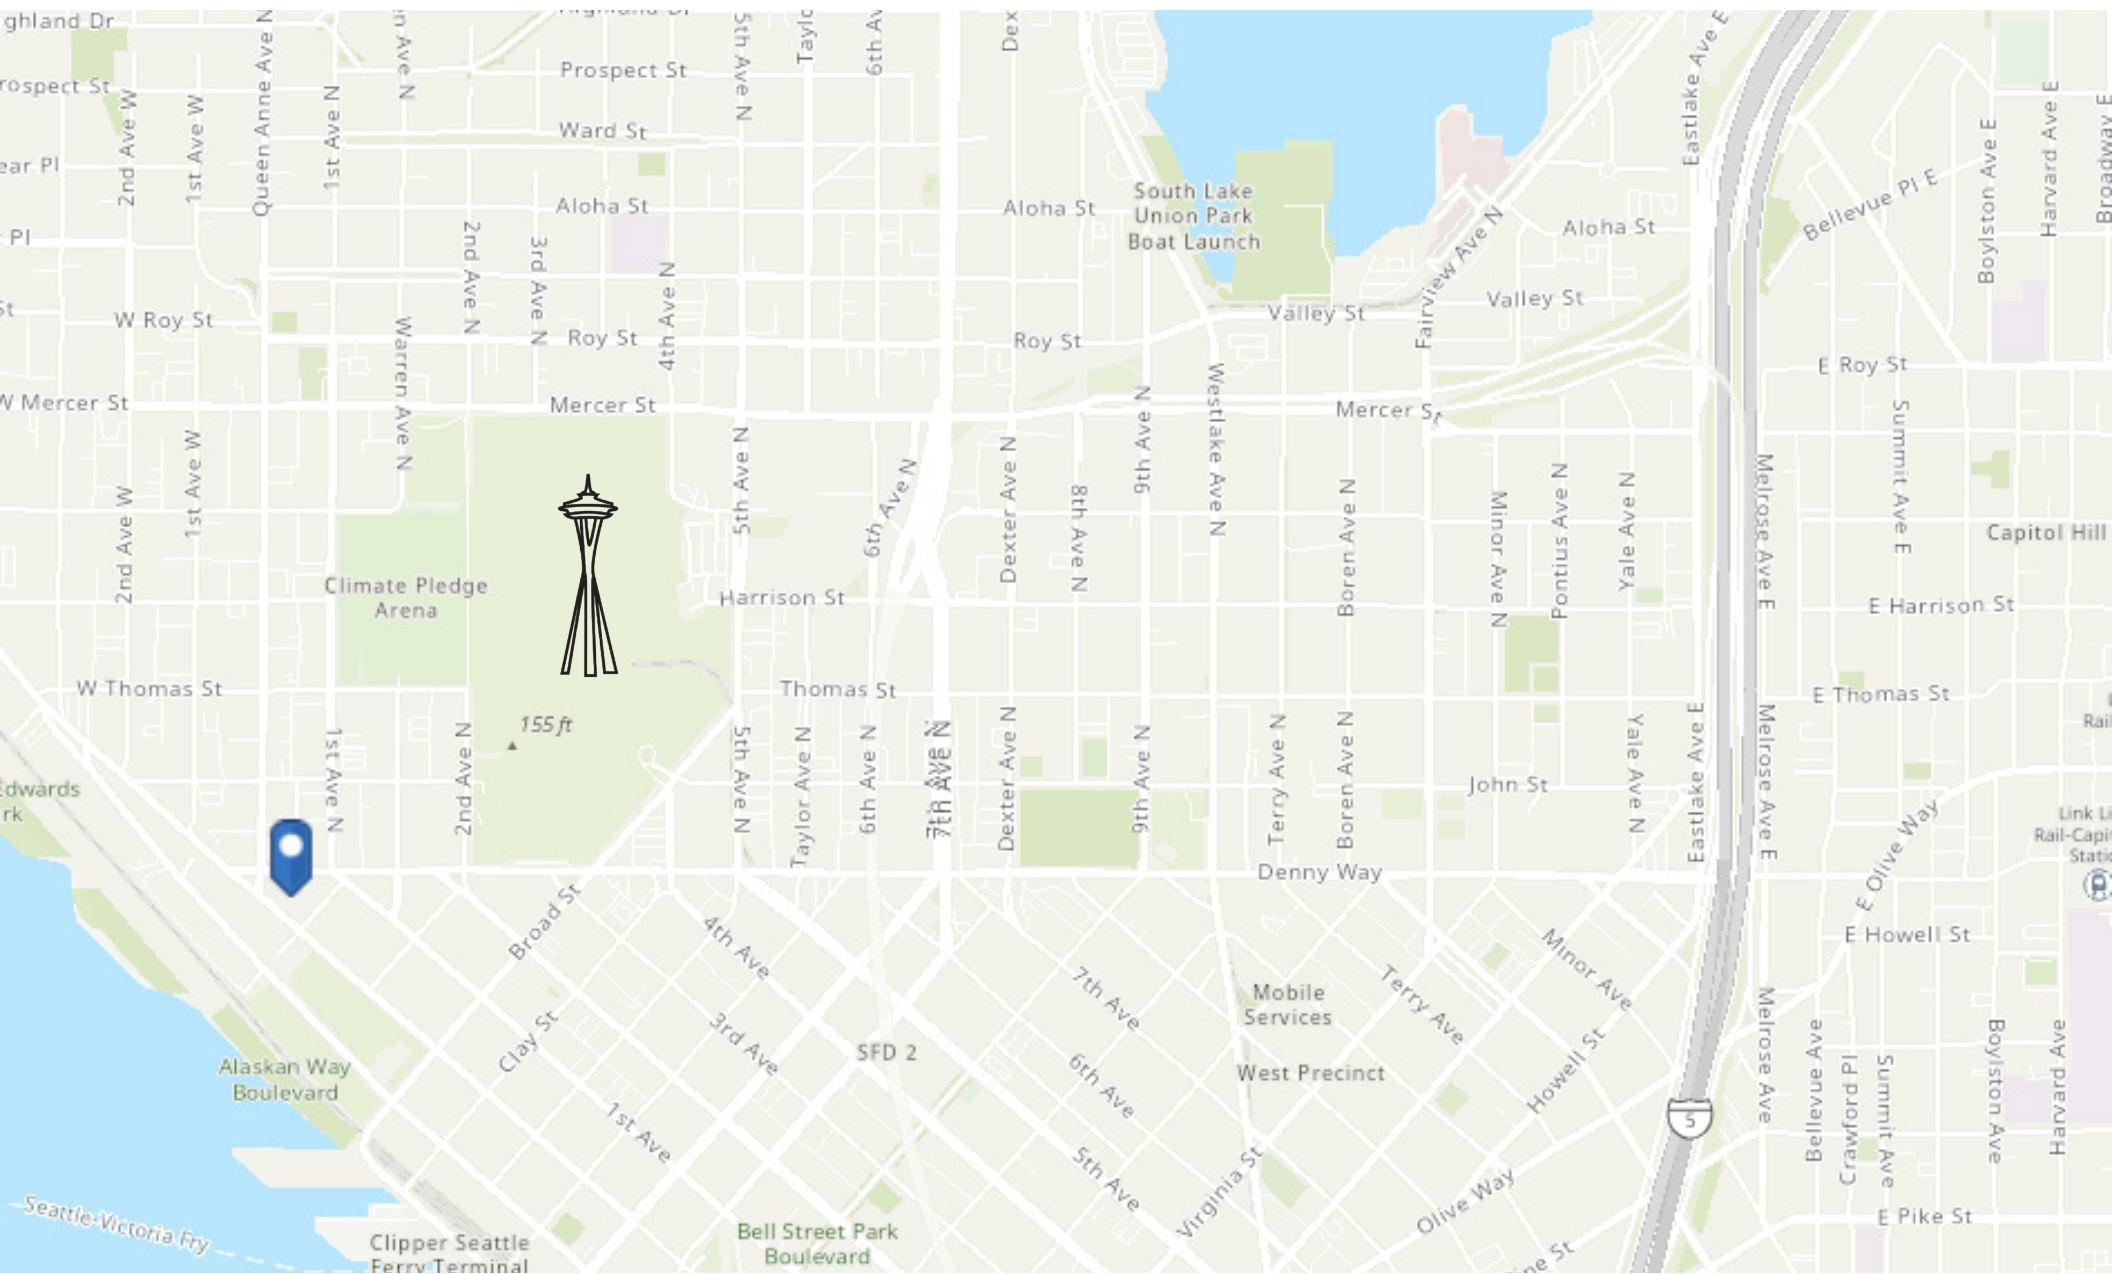 ghland Dr
Queen Anne Ave N
5th Ave N
Prospect St
rospect St
2nd Ave W
1st Ave W
1st Ave N
Ward St
ear Pl
Aloha St
Pl
2nd Ave N
3rd Ave N
4th Ave N
W Roy St
Roy St
Warren Ave N
W Mercer St
Mercer St
South Lake
Union Park
Boat Launch
Aloha St
Roy St
Valley St
Fairview Ave N
Aloha St
Valley St
Eastlake Ave E
Bellevue Pl E
Boylston Ave E
Harvard Ave E
Broadway E
E Roy St
Summit Ave E
Capitol Hill
Mercer S
Westlake Ave N
9th Ave N
8th Ave N
Dexter Ave N
6th Ave N
5th Ave N
1st Ave W
2nd Ave W
Climate Pledge
Arena
Harrison St
Boren Ave N
Minor Ave N
Pontius Ave N
Yale Ave N
Melrose Ave E
E Harrison St
W Thomas St
155 ft
Thomas St
E Thomas St
1st Ave N
2nd Ave N
5th Ave N
Taylor Ave N
6th Ave N
7th Ave N
Dexter Ave N
9th Ave N
Terry Ave N
Boren Ave N
John St
Yale Ave N
Eastlake Ave E
Melrose Ave E
Edwards
rk
Rail
Link Li
Rail-Capi
Static
E Olive Way
E Howell St
Denny Way
Broad St
4th Ave
Clay St
3rd Ave
SFD 2
7th Ave
Mobile
Services
Terry Ave
Minor Ave
Howell St
West Precinct
6th Ave
5th Ave
1st Ave
Alaskan Way
Boulevard
Virginia St
Olive Way
5
Melrose Ave
Bellevue Ave
Crawford Pl
Summit Ave
Boylston Ave
Harvard Ave
E Pike St
Seattle-Victoria Fry
Clipper Seattle
Ferry Terminal
Bell Street Park
Boulevard